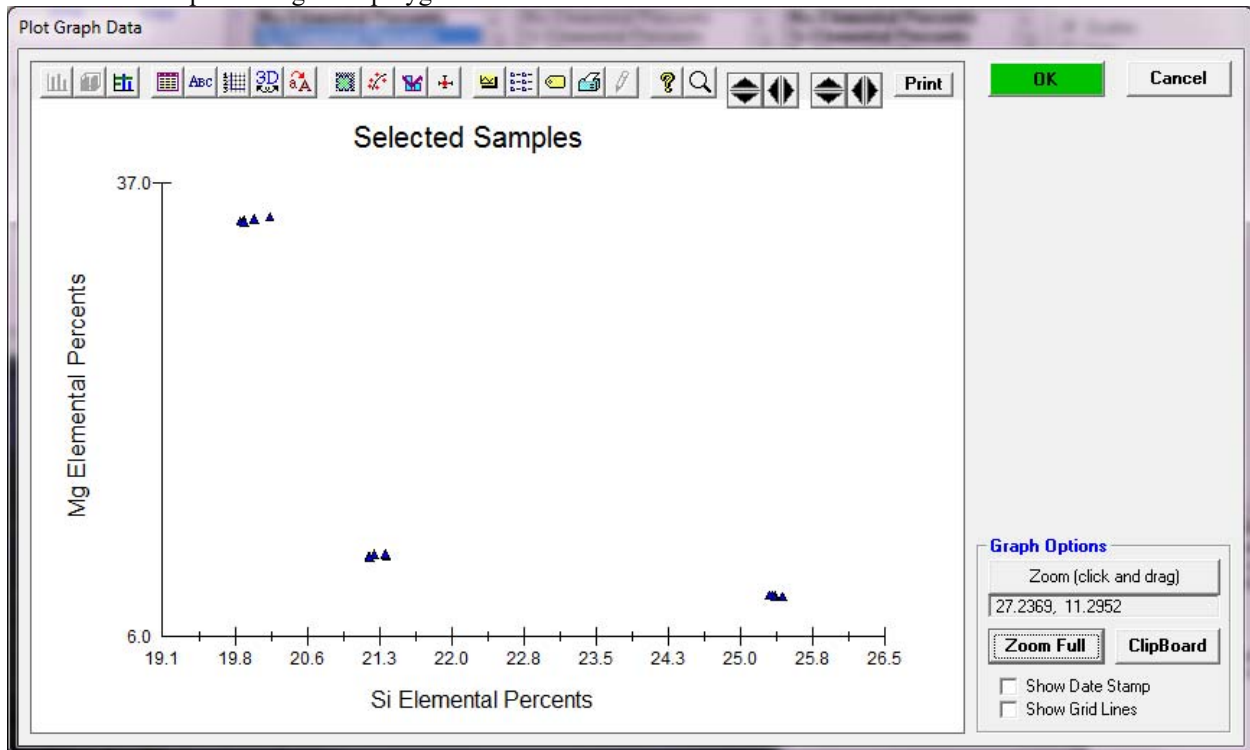 Plot Graph Data
ABC 3D A A
Print
OK
Cancel
Selected Samples
37.0
Mg Elemental Percents
6.0
19.1 19.8 20.6 21.3 22.0 22.8 23.5 24.3 25.0 25.8 26.5
Si Elemental Percents
Graph Options
Zoom (click and drag)
27.2369, 11.2952
Zoom Full
ClipBoard
Show Date Stamp
Show Grid Lines